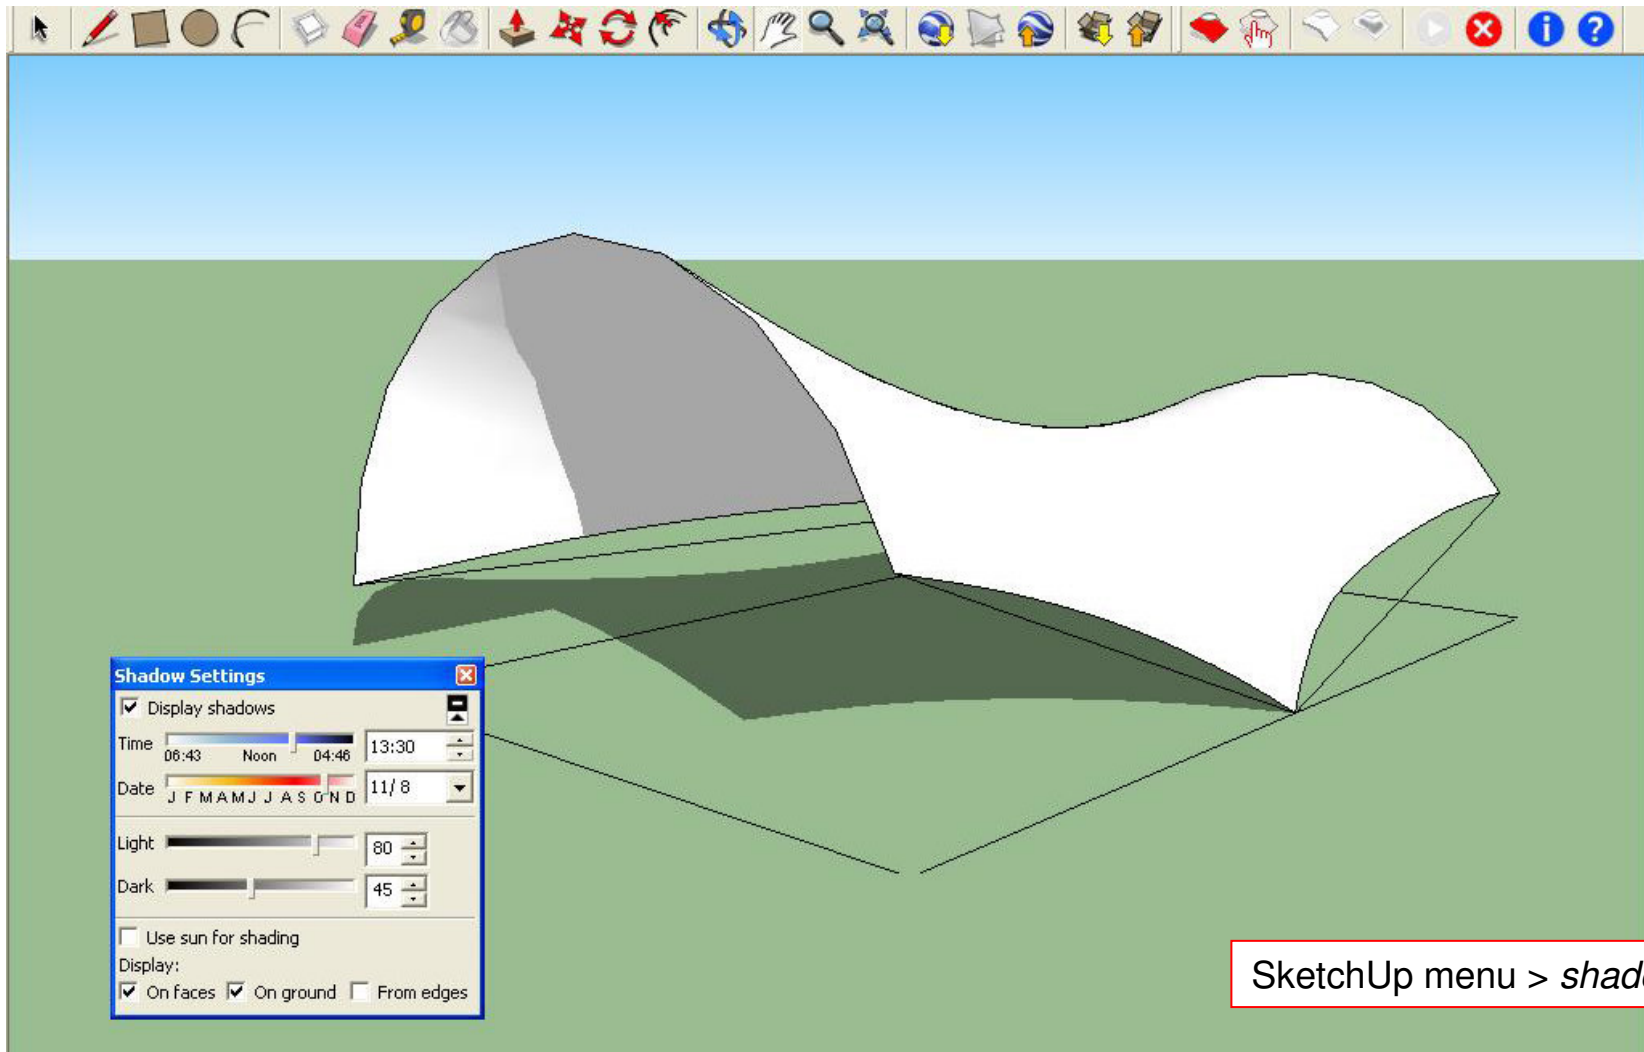 Shadow Settings
Display shadows
Time 06:43 Noon 04:46 13:30
Date J F M A M J J A S O N D 11/ 8
Light 80
Dark 45
Use sun for shading
Display:
On faces On ground From edges
SketchUp menu >